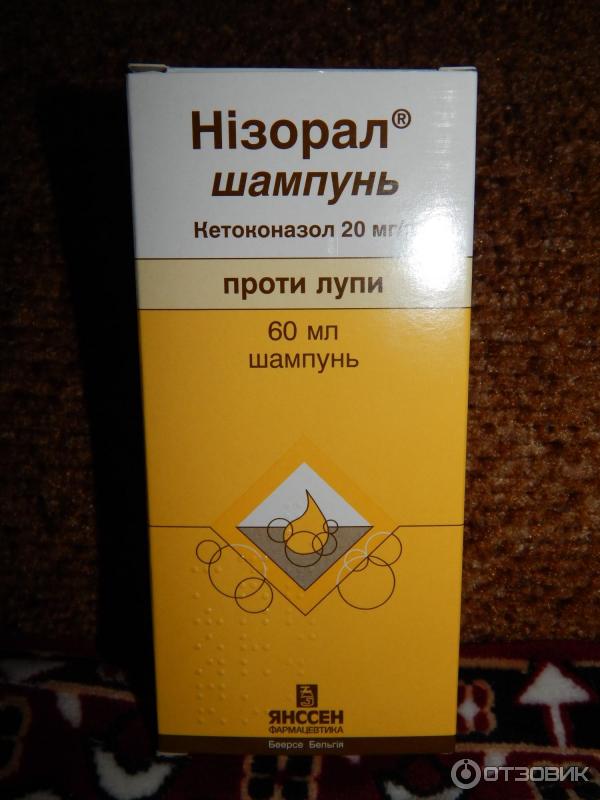 Нізорал®
шампунь
Кетоконазол 20 мг/
проти лупи
60 мл
шампунь
ЯНССЕН
ФАРМАЦЕВТИКА
Беерсе Бельгія
ОТЗОВИК